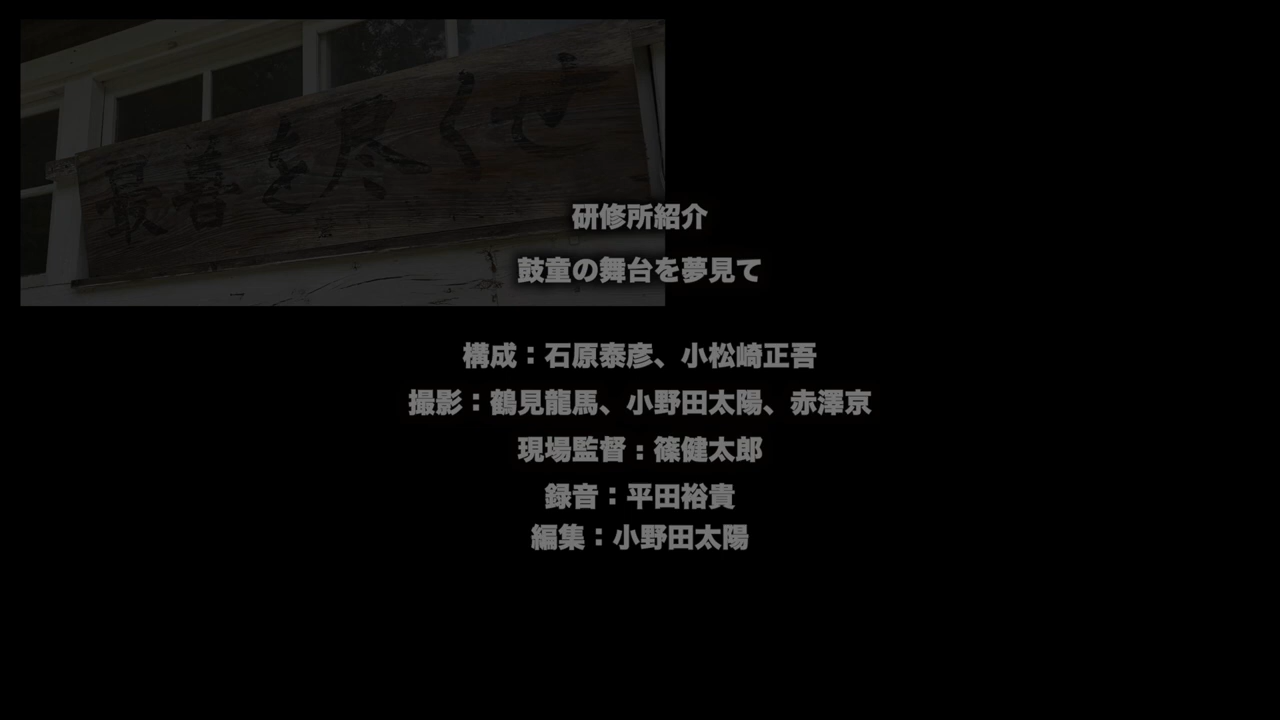 最善を尽くせ
研修所紹介
鼓童の舞台を夢見て
構成：石原泰彦、小松崎正吾
撮影：鶴見龍馬、小野田太陽、赤澤京
現場監督：篠健太郎
録音：平田裕貴
編集：小野田太陽